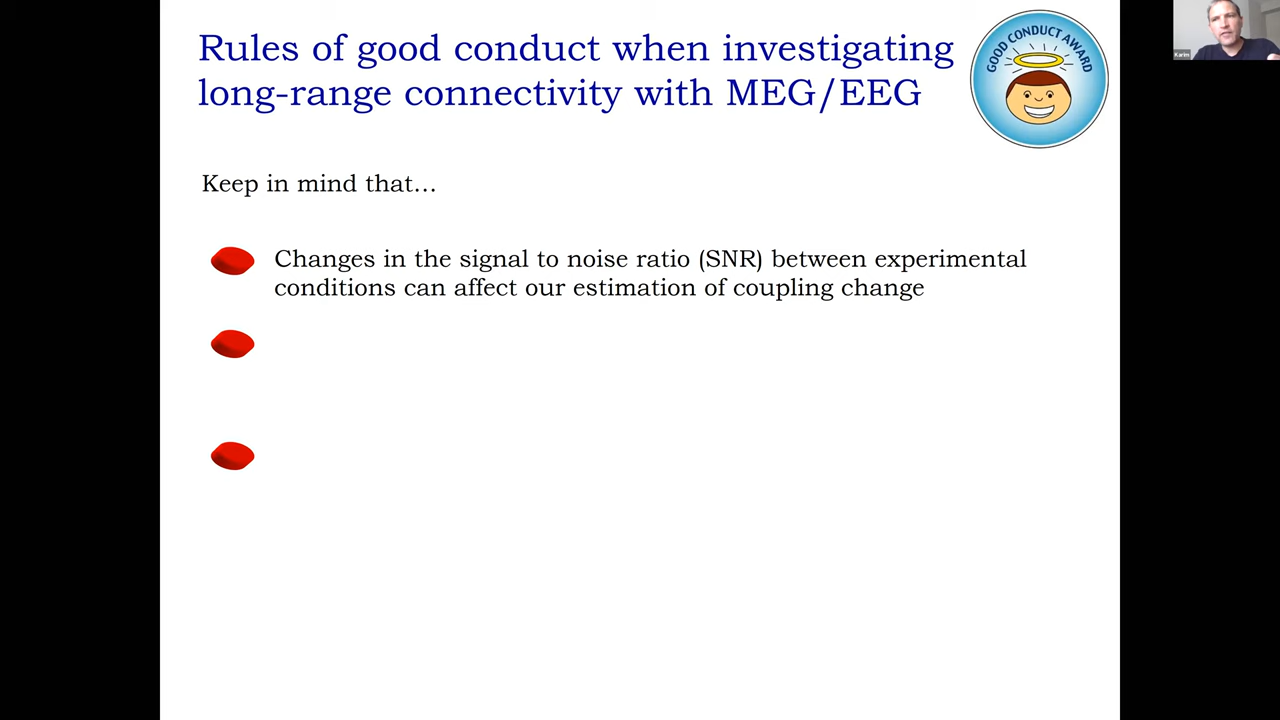 Rules of good conduct when investigating
long-range connectivity with MEG/EEG
GOOD CONDUCT AWARD
Karim
Keep in mind that…
Changes in the signal to noise ratio (SNR) between experimental
conditions can affect our estimation of coupling change